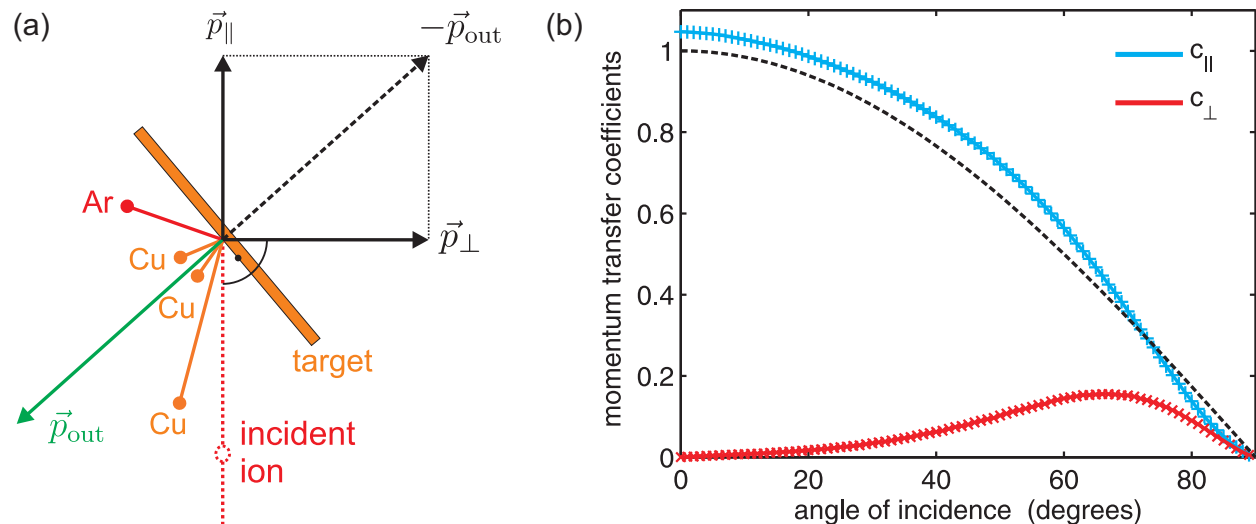 (a)
p⃗∥
−p⃗out
Ar
Cu
Cu
Cu
p⃗⊥
target
p⃗out
incident
ion
(b)
momentum transfer coefficients
1
0.8
0.6
0.4
0.2
0
0
20
40
60
80
angle of incidence (degrees)
c||
c⊥